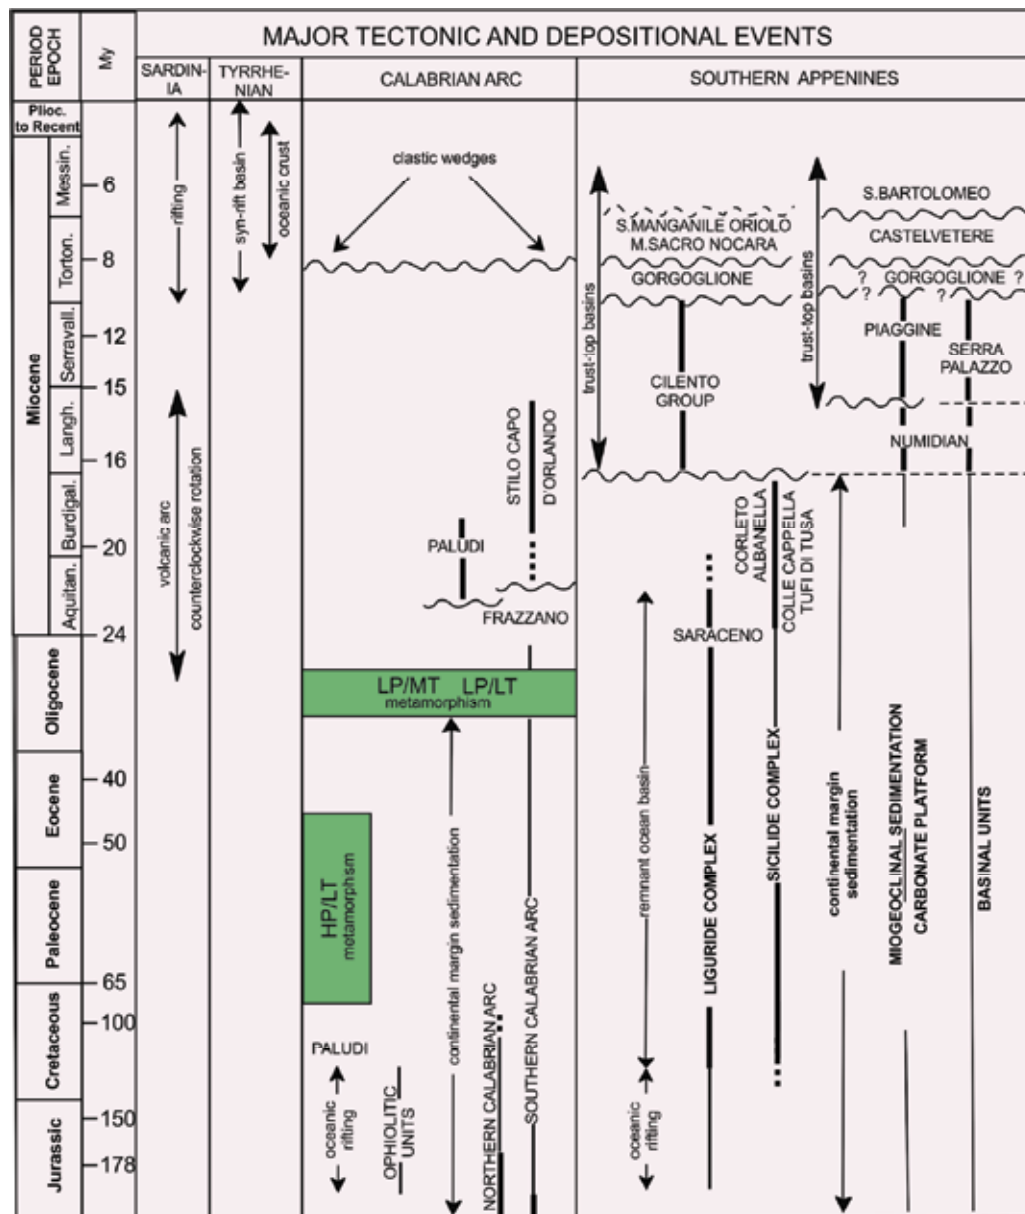 PERIOD
EPOCH
My
MAJOR TECTONIC AND DEPOSITIONAL EVENTS
SARDIN-
IA
TYRRHE-
NIAN
CALABRIAN ARC
SOUTHERN APPENINES
Plioc.
to Recent
Miocene
Messin.
Torton.
Serravall.
Langh.
Burdigal.
Aquitan.
Oligocene
Eocene
Paleocene
Cretaceous
Jurassic
6
8
12
15
16
20
24
40
50
65
100
150
178
rifting
volcanic arc
counterclockwise rotation
syn-rift basin
oceanic crust
clastic wedges
STILO CAPO
D'ORLANDO
PALUDI
FRAZZANO
LP/MT LP/LT
metamorphism
HP/LT
metamorphism
PALUDI
oceanic
rifting
OPHIOLITIC
UNITS
continental margin sedimentation
NORTHERN CALABRIAN ARC
SOUTHERN CALABRIAN ARC
trust-top basins
S.MANGANILE ORIOLO
M.SACRO NOCARA
GORGOGLIONE
CILENTO
GROUP
CORLETO
ALBANELLA
COLLE CAPPELLA
TUFI DI TUSA
SARACENO
remnant ocean basin
oceanic
rifting
LIGURIDE COMPLEX
SICILIDE COMPLEX
trust-top basins
S.BARTOLOMEO
CASTELVETERE
? GORGOGLIONE ?
? ?
PIAGGINE
SERRA
PALAZZO
NUMIDIAN
continental margin
sedimentation
MIOGEOCLINAL SEDIMENTATION
CARBONATE PLATFORM
BASINAL UNITS